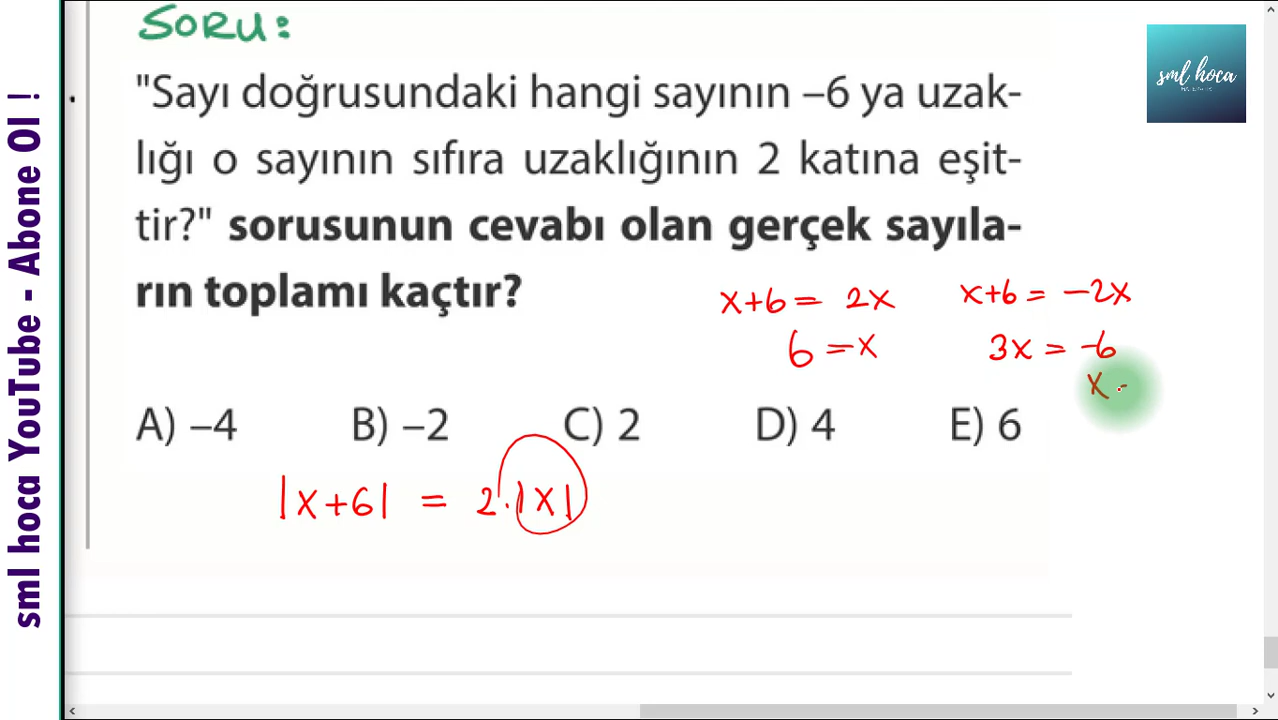 SORU:
"Sayı doğrusundaki hangi sayının –6 ya uzak-
lığı o sayının sıfıra uzaklığının 2 katına eşit-
tir?" sorusunun cevabı olan gerçek sayıla-
rın toplamı kaçtır?
x+6 = 2x
6 = x
x+6 = -2x
3x = -6
x -
A) –4 B) –2 C) 2 D) 4 E) 6
|x+6| = 2.|x|
sml hoca YouTube - Abone Ol !
sml hoca